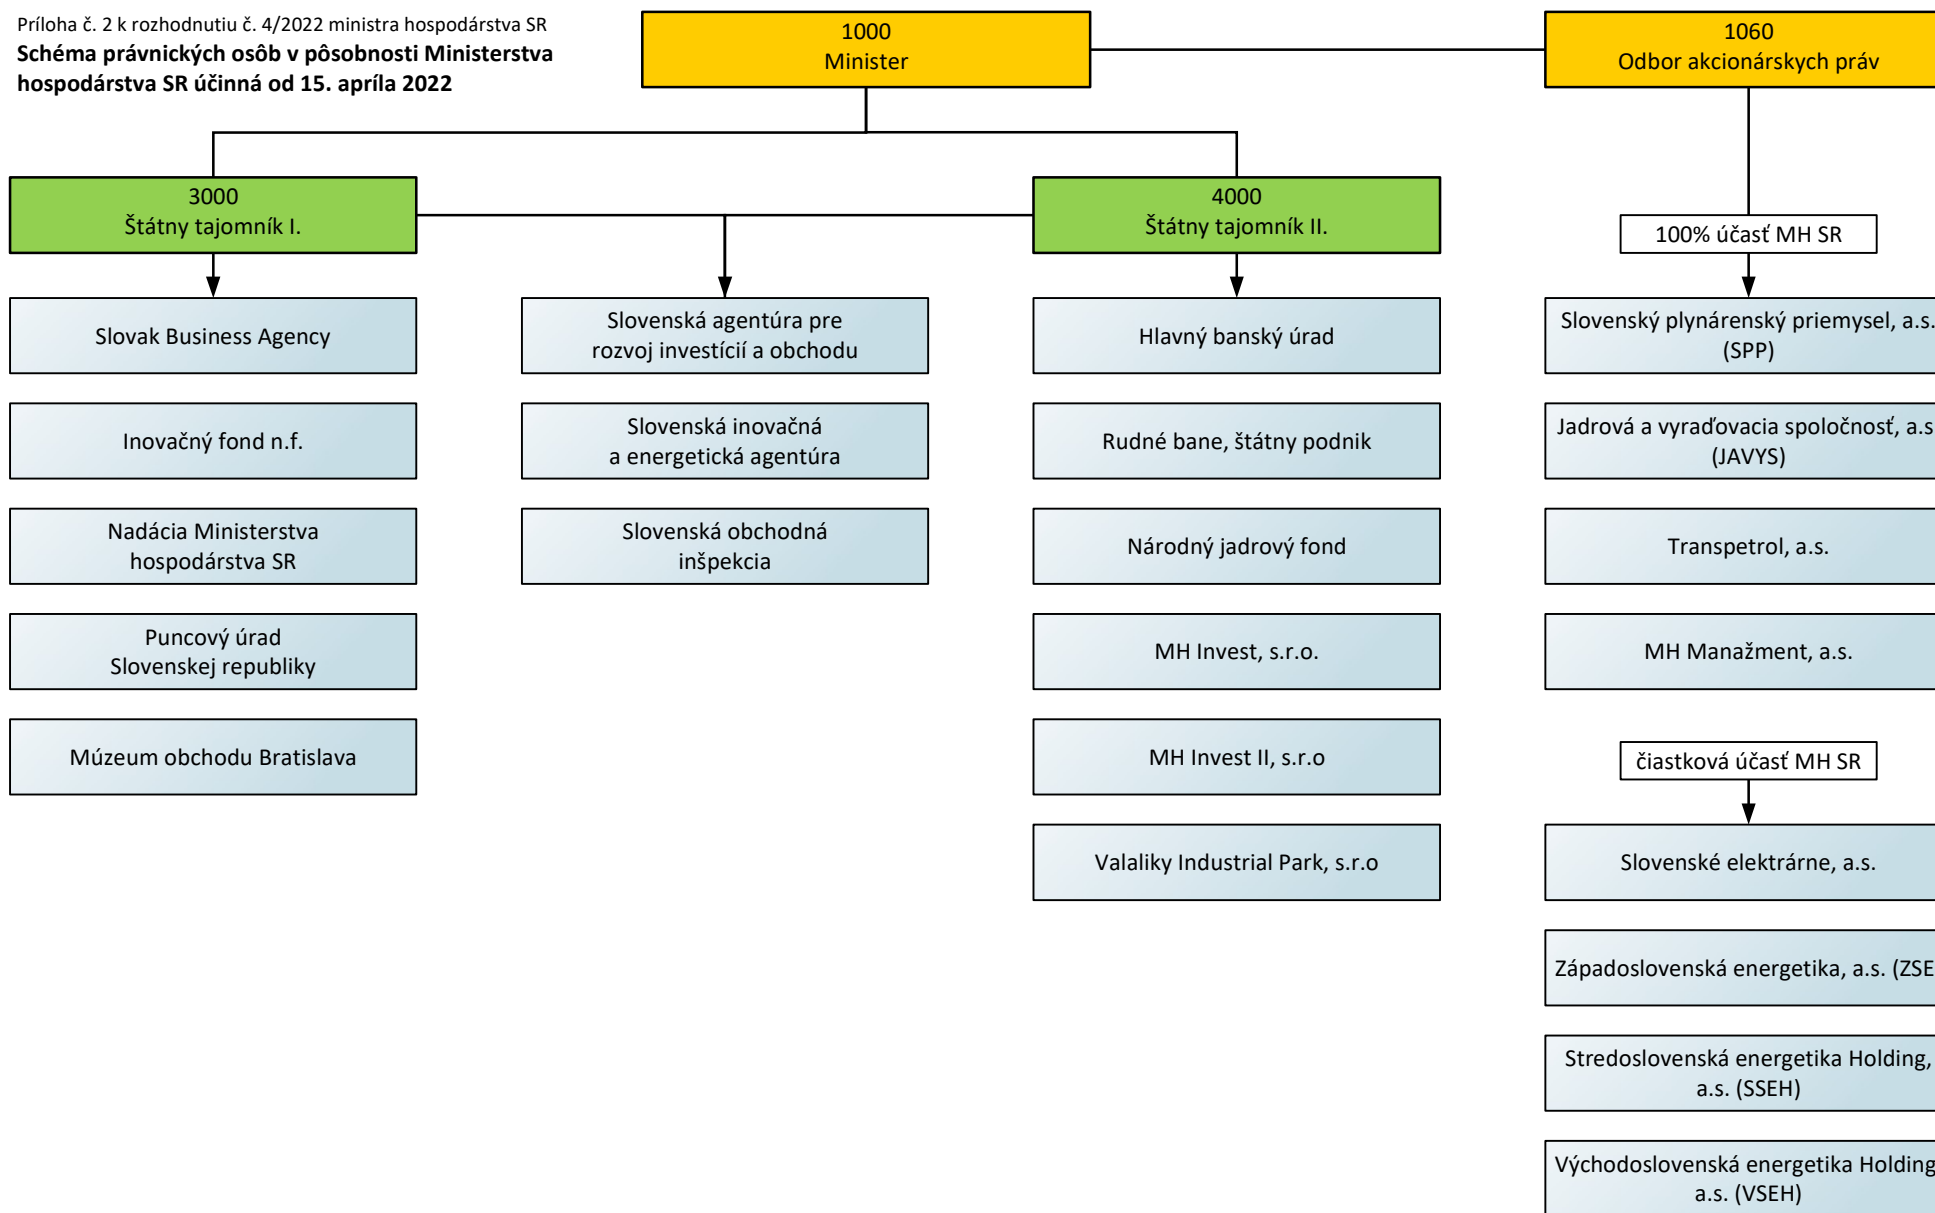 Príloha č. 2 k rozhodnutiu č. 4/2022 ministra hospodárstva SR
Schéma právnických osôb v pôsobnosti Ministerstva
hospodárstva SR účinná od 15. apríla 2022
1000
Minister
1060
Odbor akcionárskych práv
3000
Štátny tajomník I.
4000
Štátny tajomník II.
100% účasť MH SR
Slovak Business Agency
Inovačný fond n.f.
Nadácia Ministerstva
hospodárstva SR
Puncový úrad
Slovenskej republiky
Múzeum obchodu Bratislava
Slovenská agentúra pre
rozvoj investícií a obchodu
Slovenská inovačná
a energetická agentúra
Slovenská obchodná
inšpekcia
Hlavný banský úrad
Rudné bane, štátny podnik
Národný jadrový fond
MH Invest, s.r.o.
MH Invest II, s.r.o
Valaliky Industrial Park, s.r.o
Slovenský plynárenský priemysel, a.s.
(SPP)
Jadrová a vyraďovacia spoločnosť, a.s
(JAVYS)
Transpetrol, a.s.
MH Manažment, a.s.
čiastková účasť MH SR
Slovenské elektrárne, a.s.
Západoslovenská energetika, a.s. (ZSE
Stredoslovenská energetika Holding,
a.s. (SSEH)
Východoslovenská energetika Holding
a.s. (VSEH)